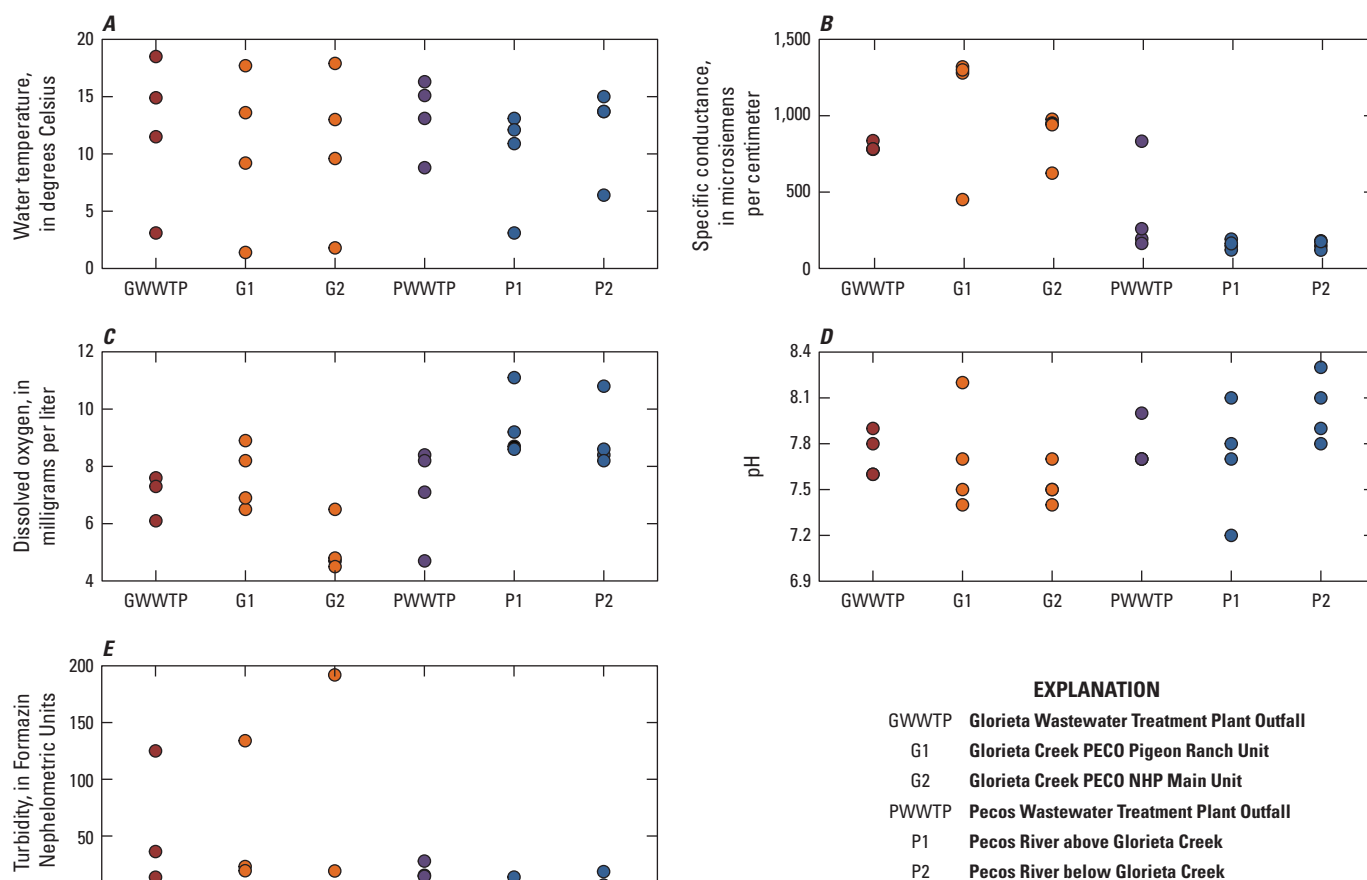 A
Water temperature,
in degrees Celsius
20
15
10
5
0
GWWTP G1 G2 PWWTP P1 P2
B
Specific conductance,
in microsiemens
per centimeter
1,500
1,000
500
0
GWWTP G1 G2 PWWTP P1 P2
C
Dissolved oxygen, in
milligrams per liter
12
10
8
6
4
GWWTP G1 G2 PWWTP P1 P2
D
pH
8.4
8.1
7.8
7.5
7.2
6.9
GWWTP G1 G2 PWWTP P1 P2
E
Turbidity, in Formazin
Nephelometric Units
200
150
100
50
EXPLANATION
GWWTP Glorieta Wastewater Treatment Plant Outfall
G1 Glorieta Creek PECO Pigeon Ranch Unit
G2 Glorieta Creek PECO NHP Main Unit
PWWTP Pecos Wastewater Treatment Plant Outfall
P1 Pecos River above Glorieta Creek
P2 Pecos River below Glorieta Creek